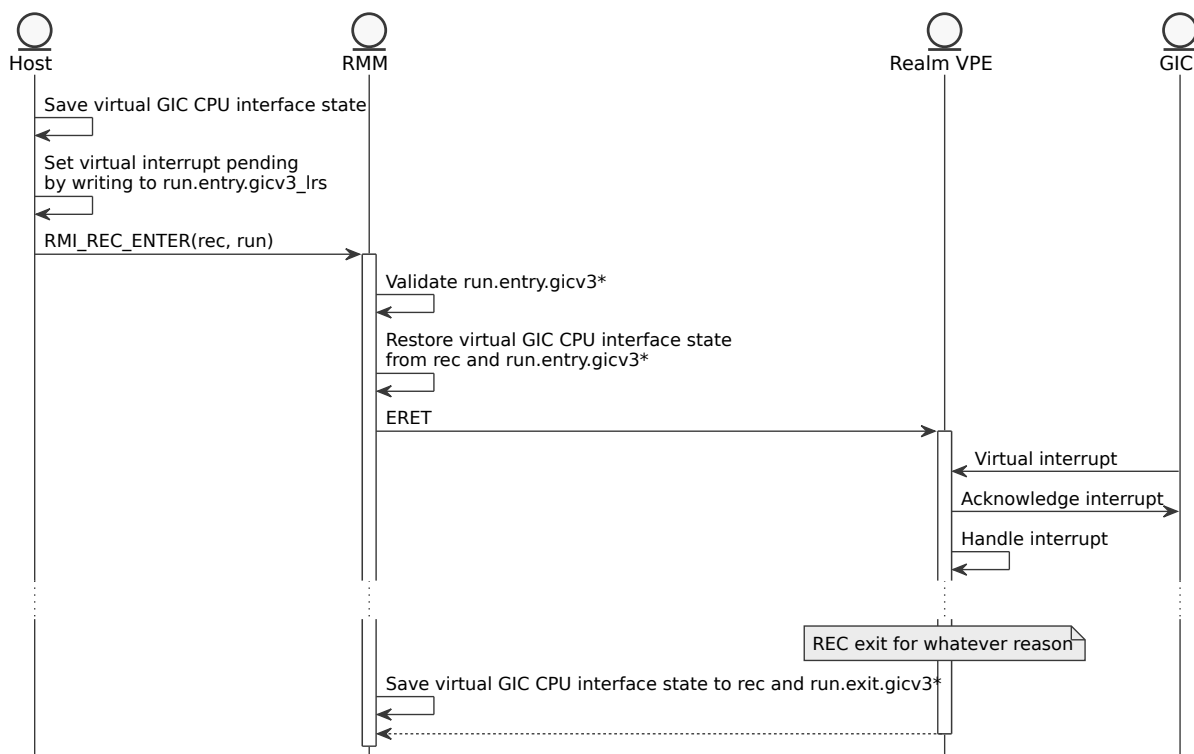 Host
RMM
Realm VPE
GIC
Save virtual GIC CPU interface state
Set virtual interrupt pending
by writing to run.entry.gicv3_lrs
RMI_REC_ENTER(rec, run)
Validate run.entry.gicv3*
Restore virtual GIC CPU interface state
from rec and run.entry.gicv3*
ERET
Virtual interrupt
Acknowledge interrupt
Handle interrupt
REC exit for whatever reason
Save virtual GIC CPU interface state to rec and run.exit.gicv3*